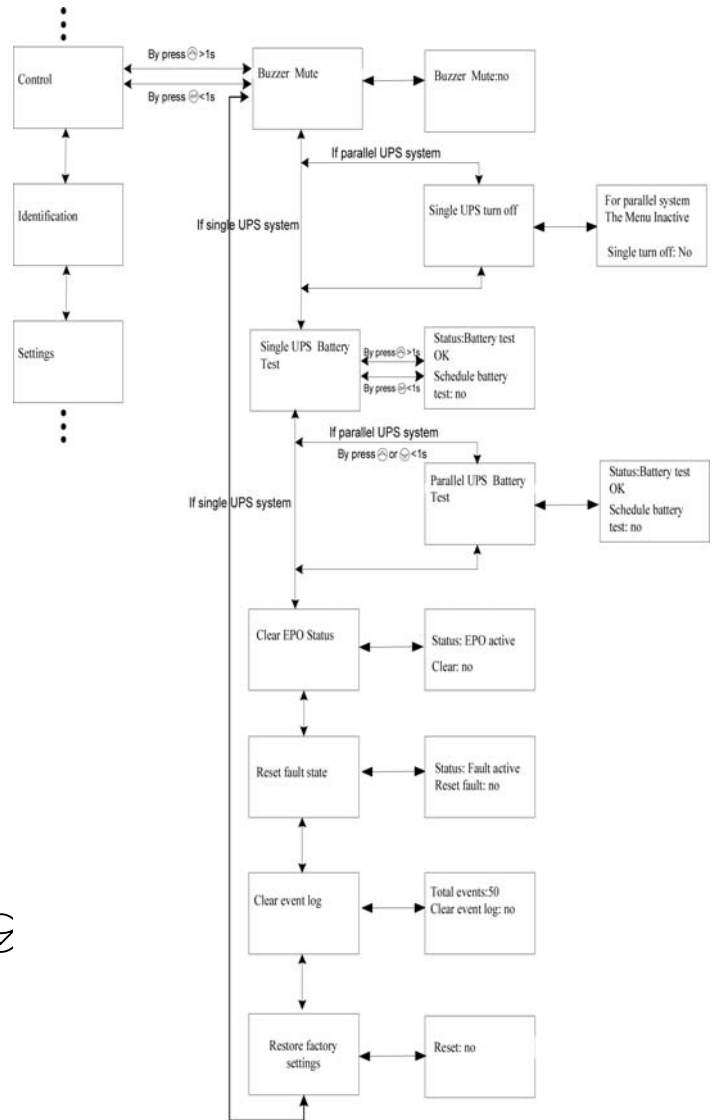 Control
By press >1s
By press <1s
Buzzer Mute
Buzzer Mute:no
If parallel UPS system
Identification
If single UPS system
Single UPS turn off
For parallel system
The Menu Inactive
Single turn off: No
Settings
Single UPS Battery
Test
By press >1s
By press <1s
Status:Battery test
OK
Schedule battery
test: no
If parallel UPS system
By press or <1s
If single UPS system
Parallel UPS Battery
Test
Status:Battery test
OK
Schedule battery
test: no
Clear EPO Status
Status: EPO active
Clear: no
Reset fault state
Status: Fault active
Reset fault: no
Clear event log
Total events:50
Clear event log: no
Restore factory
settings
Reset: no